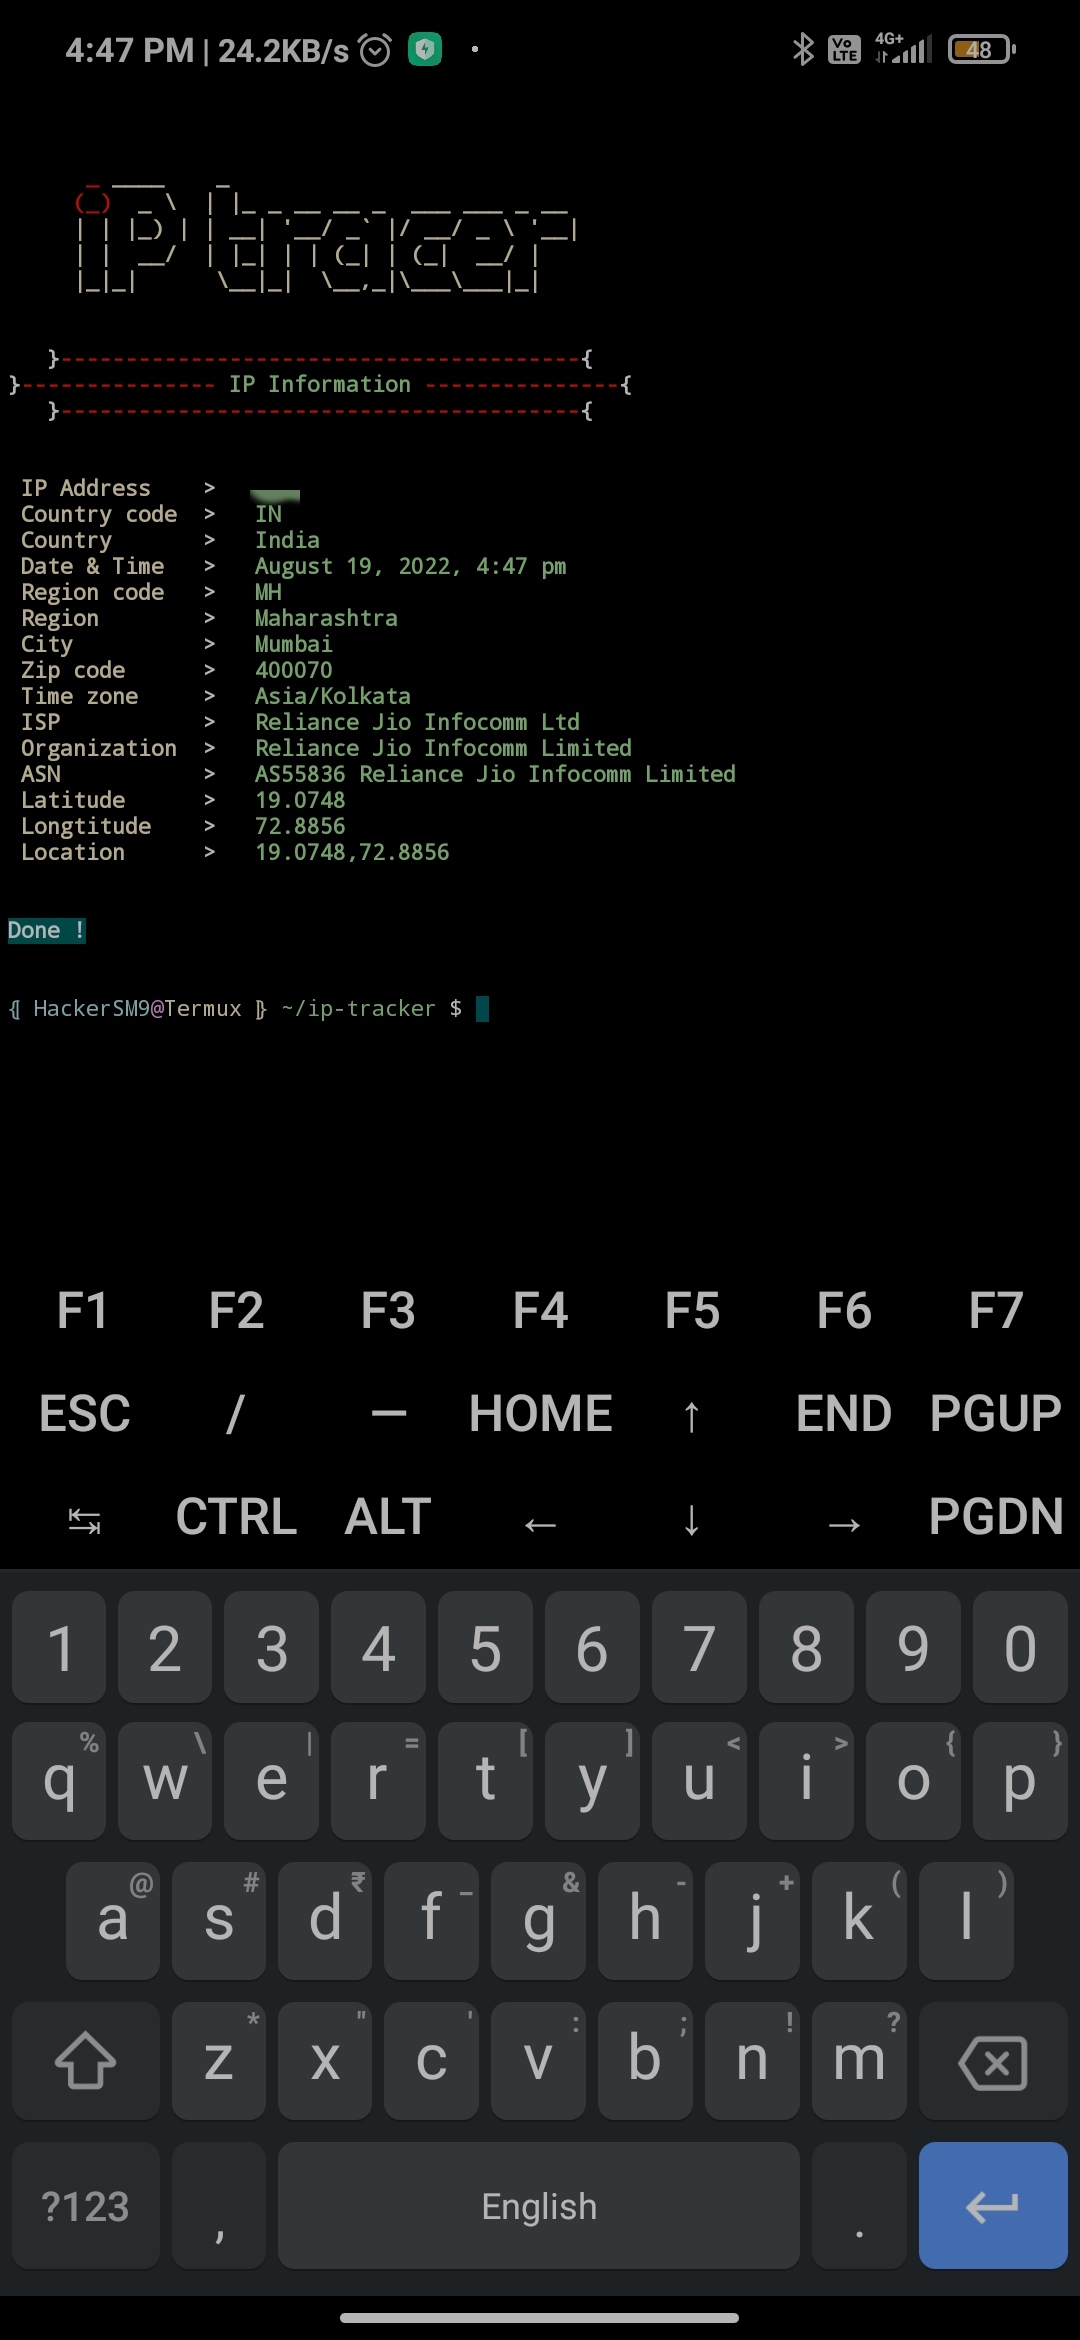 4:47 PM | 24.2KB/s
Vo LTE 4G+ 48
iP tracer
}----------------------------------------{
}--------------- IP Information ---------------{
}----------------------------------------{
IP Address >
Country code > IN
Country > India
Date & Time > August 19, 2022, 4:47 pm
Region code > MH
Region > Maharashtra
City > Mumbai
Zip code > 400070
Time zone > Asia/Kolkata
ISP > Reliance Jio Infocomm Ltd
Organization > Reliance Jio Infocomm Limited
ASN > AS55836 Reliance Jio Infocomm Limited
Latitude > 19.0748
Longtitude > 72.8856
Location > 19.0748,72.8856
Done !
⦃ HackerSM9@Termux ⦄ ~/ip-tracker $
F1 F2 F3 F4 F5 F6 F7
ESC / — HOME ↑ END PGUP
↹ CTRL ALT ← ↓ → PGDN
1 2 3 4 5 6 7 8 9 0
% \ | = [ ] < > { }
q w e r t y u i o p
@ # ₹ _ & - + ( )
a s d f g h j k l
* " ' : ; ! ?
z x c v b n m
?123 , English .